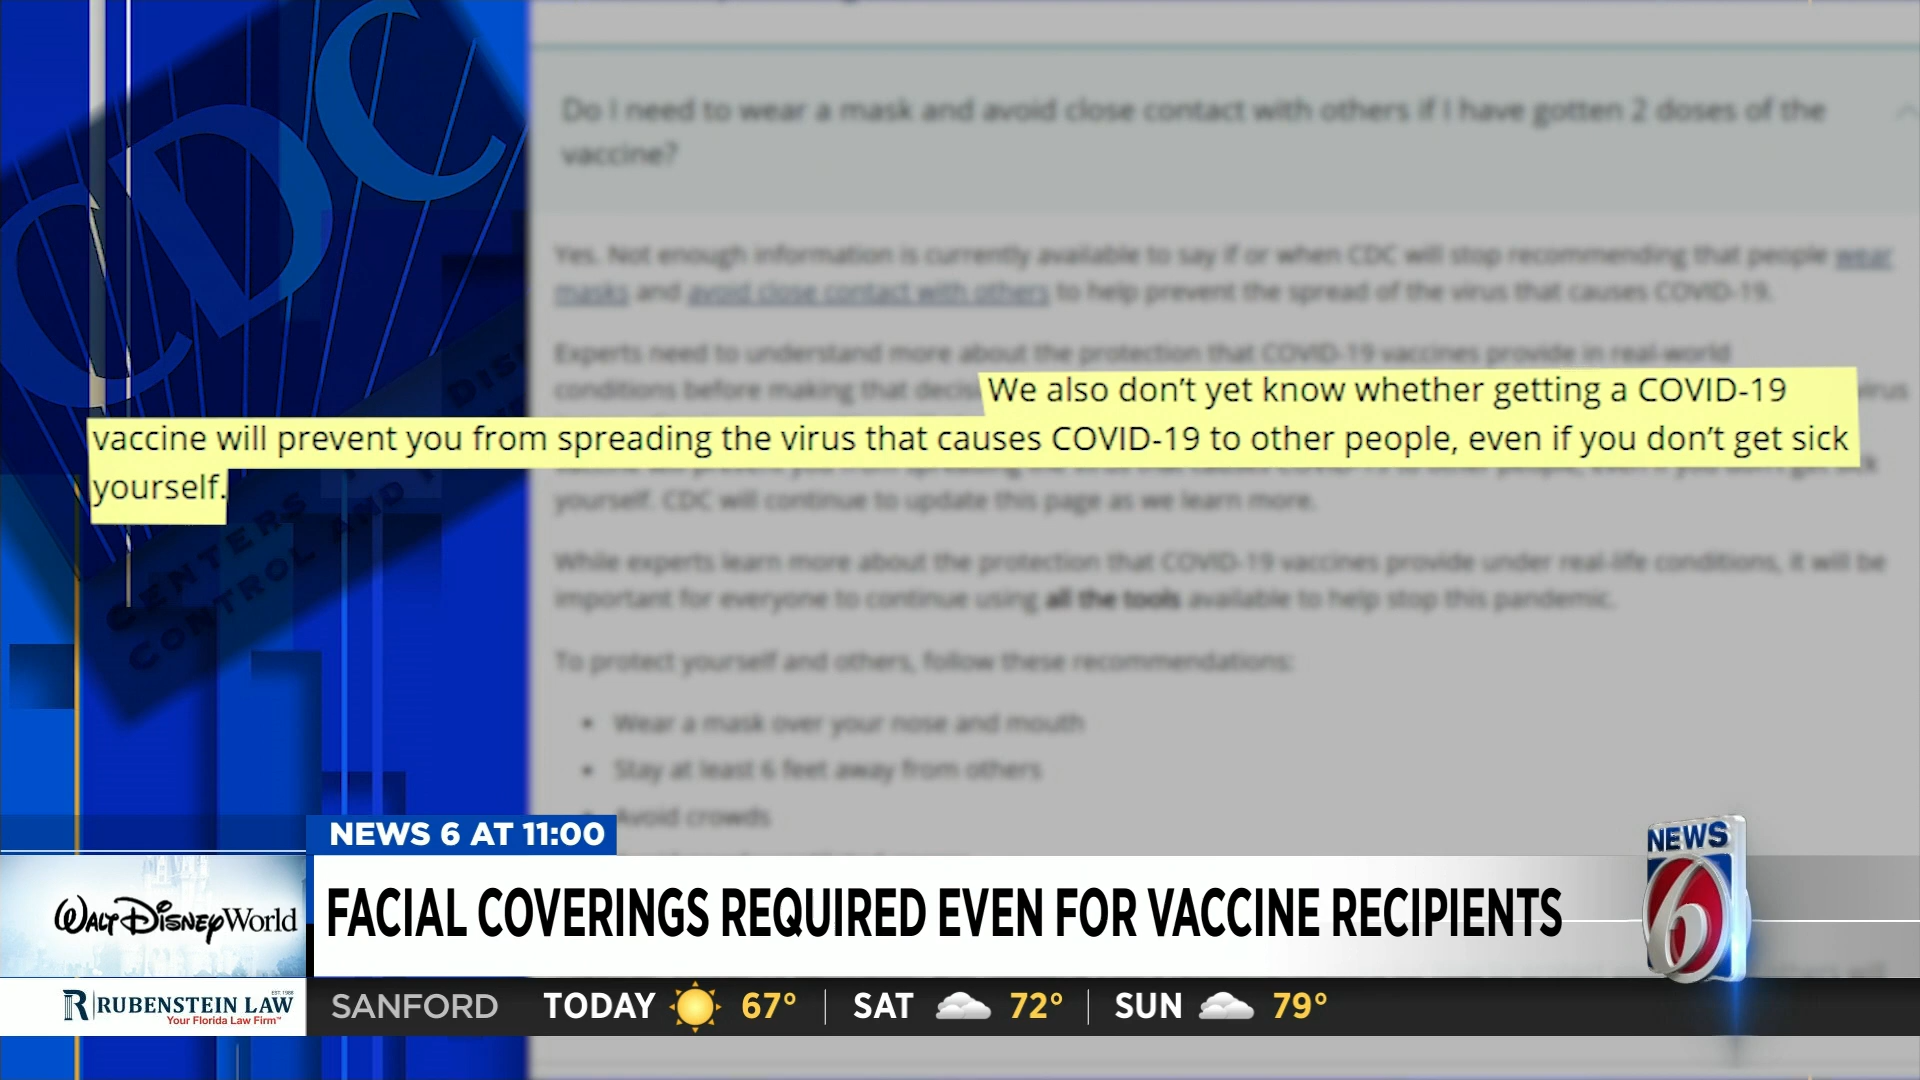 CDC
Do I need to wear a mask and avoid close contact with others if I have gotten 2 doses of the
vaccine?
Yes. Not enough information is currently available to say if or when CDC will stop recommending that people wear
masks and avoid close contact with others to help prevent the spread of the virus that causes COVID-19.
Experts need to understand more about the protection that COVID-19 vaccines provide in real-world
conditions before making that
We also don't yet know whether getting a COVID-19
vaccine will prevent you from spreading the virus that causes COVID-19 to other people, even if you don't get sick
yourself.
yourself. CDC will continue to update this page as we learn more.
While experts learn more about the protection that COVID-19 vaccines provide under real-life conditions, it will be
important for everyone to continue using all the tools available to help stop this pandemic.
To protect yourself and others, follow these recommendations:
• Wear a mask over your nose and mouth
• Stay at least 6 feet away from others
Avoid crowds
CENTERS
CONTROL AND
NEWS 6 AT 11:00
Walt Disney World
FACIAL COVERINGS REQUIRED EVEN FOR VACCINE RECIPIENTS
NEWS
6
R RUBENSTEIN LAW EST. 1988
Your Florida Law Firm™
SANFORD TODAY 67° | SAT 72° | SUN 79°